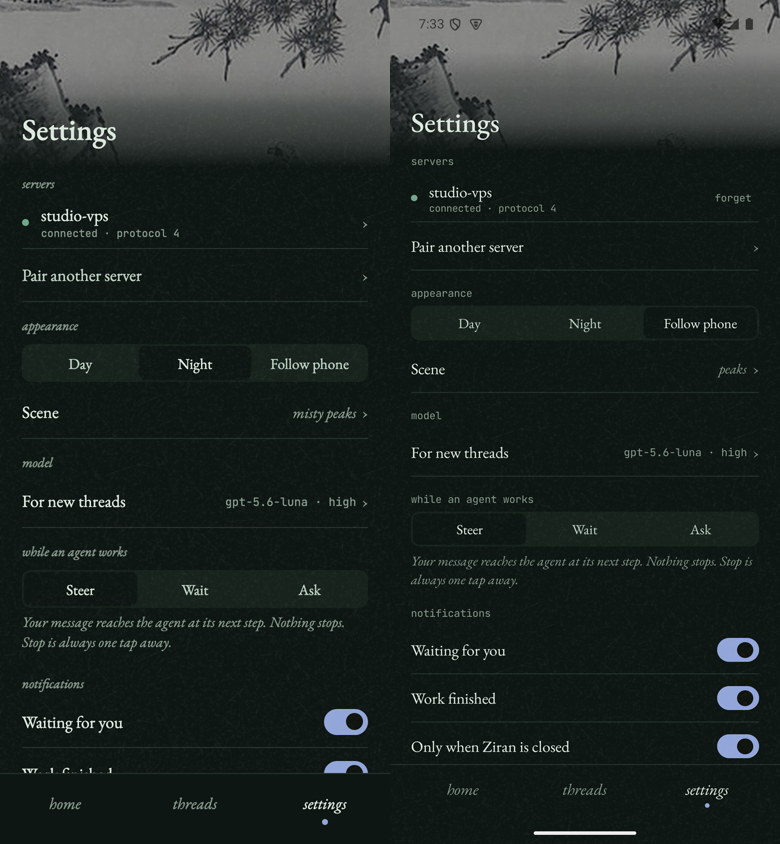 Settings
servers
studio-vps
connected · protocol 4
›
Pair another server ›
appearance
Day Night Follow phone
Scene misty peaks ›
model
For new threads gpt-5.6-luna · high ›
while an agent works
Steer Wait Ask
Your message reaches the agent at its next step. Nothing stops.
Stop is always one tap away.
notifications
Waiting for you
Work finished
home threads settings
7:33
Settings
servers
studio-vps
connected · protocol 4
forget
Pair another server ›
appearance
Day Night Follow phone
Scene peaks ›
model
For new threads gpt-5.6-luna · high ›
while an agent works
Steer Wait Ask
Your message reaches the agent at its next step. Nothing stops. Stop is
always one tap away.
notifications
Waiting for you
Work finished
Only when Ziran is closed
home threads settings